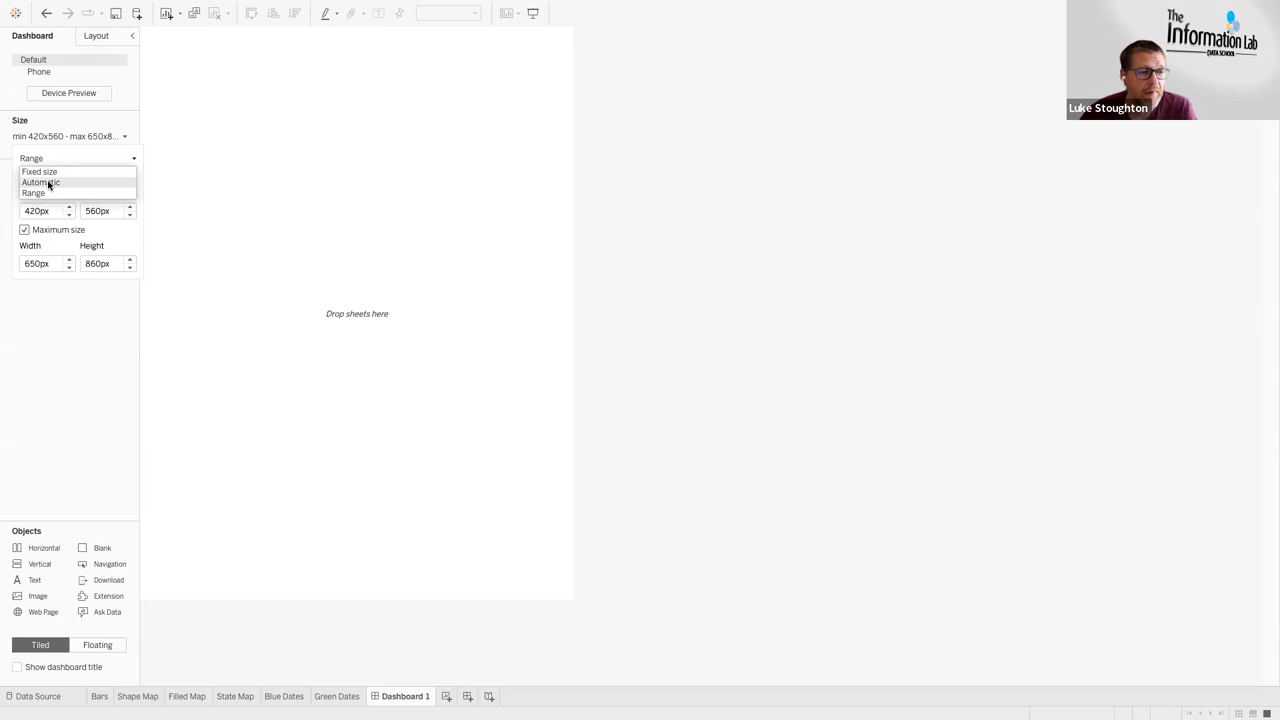 Dashboard
Layout
Default
Phone
Device Preview
Size
min 420x560 - max 650x8...
Range
Fixed size
Automatic
Range
420px
560px
Maximum size
Width
Height
650px
860px
Drop sheets here
Objects
Horizontal
Blank
Vertical
Navigation
Text
Download
Image
Extension
Web Page
Ask Data
Tiled
Floating
Show dashboard title
Data Source
Bars
Shape Map
Filled Map
State Map
Blue Dates
Green Dates
Dashboard 1
The
Information Lab
DATA SCHOOL
Luke Stoughton